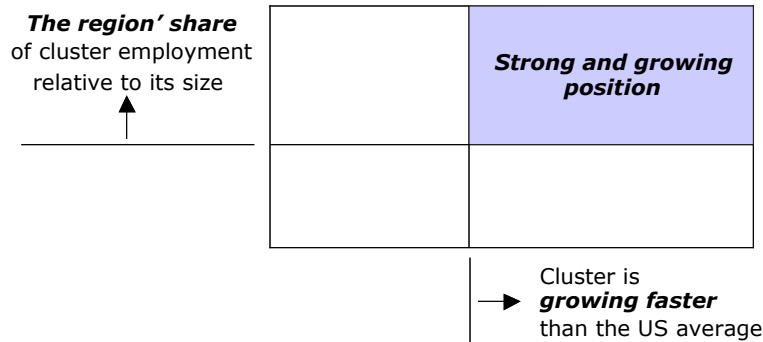 The region’ share
of cluster employment
relative to its size
Strong and growing
position
Cluster is
growing faster
than the US average